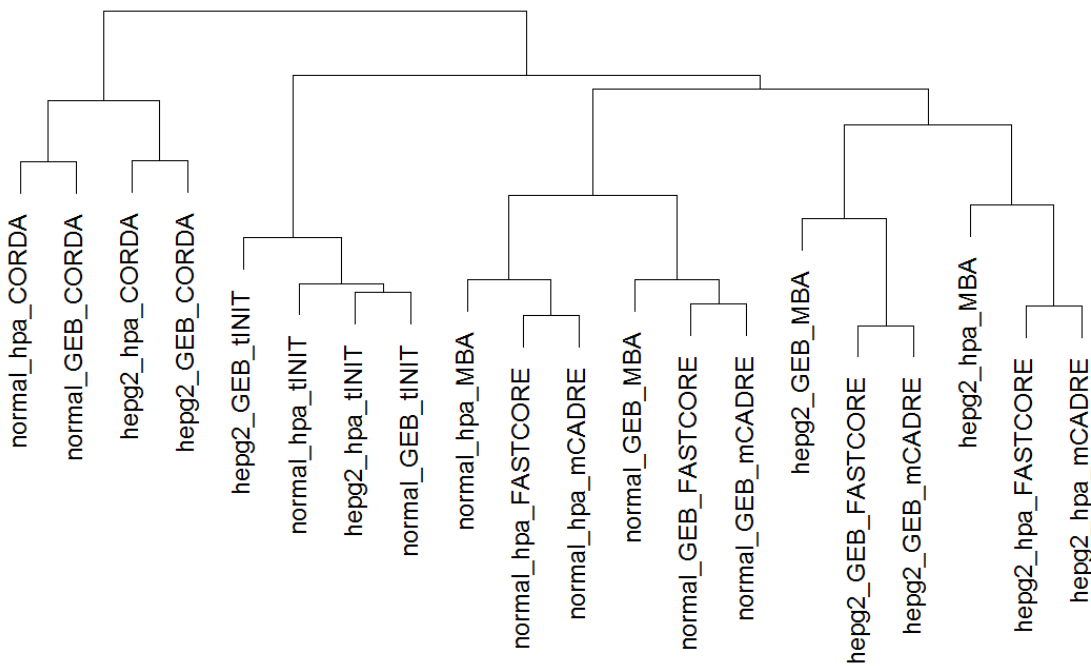 normal_hpa_CORDA
normal_GEB_CORDA
hepg2_hpa_CORDA
hepg2_GEB_CORDA
hepg2_GEB_tINIT
normal_hpa_tINIT
hepg2_hpa_tINIT
normal_GEB_tINIT
normal_hpa_MBA
normal_hpa_FASTCORE
normal_hpa_mCADRE
normal_GEB_MBA
normal_GEB_FASTCORE
normal_GEB_mCADRE
hepg2_GEB_MBA
hepg2_GEB_FASTCORE
hepg2_GEB_mCADRE
hepg2_hpa_MBA
hepg2_hpa_FASTCORE
hepg2_hpa_mCADRE